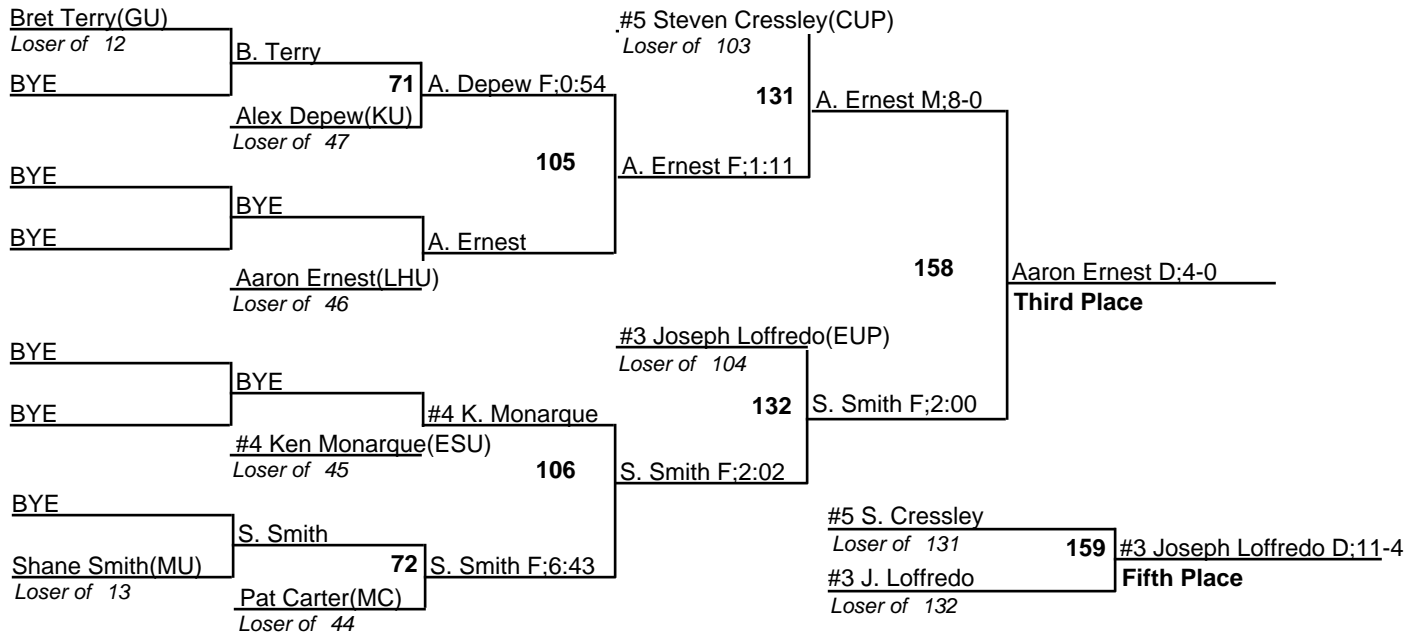 Bret Terry(GU)
Loser of 12
BYE
B. Terry
71
Alex Depew(KU)
Loser of 47
A. Depew F;0:54
BYE
BYE
BYE
Aaron Ernest(LHU)
Loser of 46
A. Ernest
105
A. Ernest F;1:11
#5 Steven Cressley(CUP)
Loser of 103
131
A. Ernest M;8-0
BYE
BYE
BYE
#4 Ken Monarque(ESU)
Loser of 45
#4 K. Monarque
BYE
Shane Smith(MU)
Loser of 13
S. Smith
72
Pat Carter(MC)
Loser of 44
S. Smith F;6:43
106
S. Smith F;2:02
#3 Joseph Loffredo(EUP)
Loser of 104
132
S. Smith F;2:00
158
Aaron Ernest D;4-0
Third Place
#5 S. Cressley
Loser of 131
159
#3 J. Loffredo
Loser of 132
#3 Joseph Loffredo D;11-4
Fifth Place